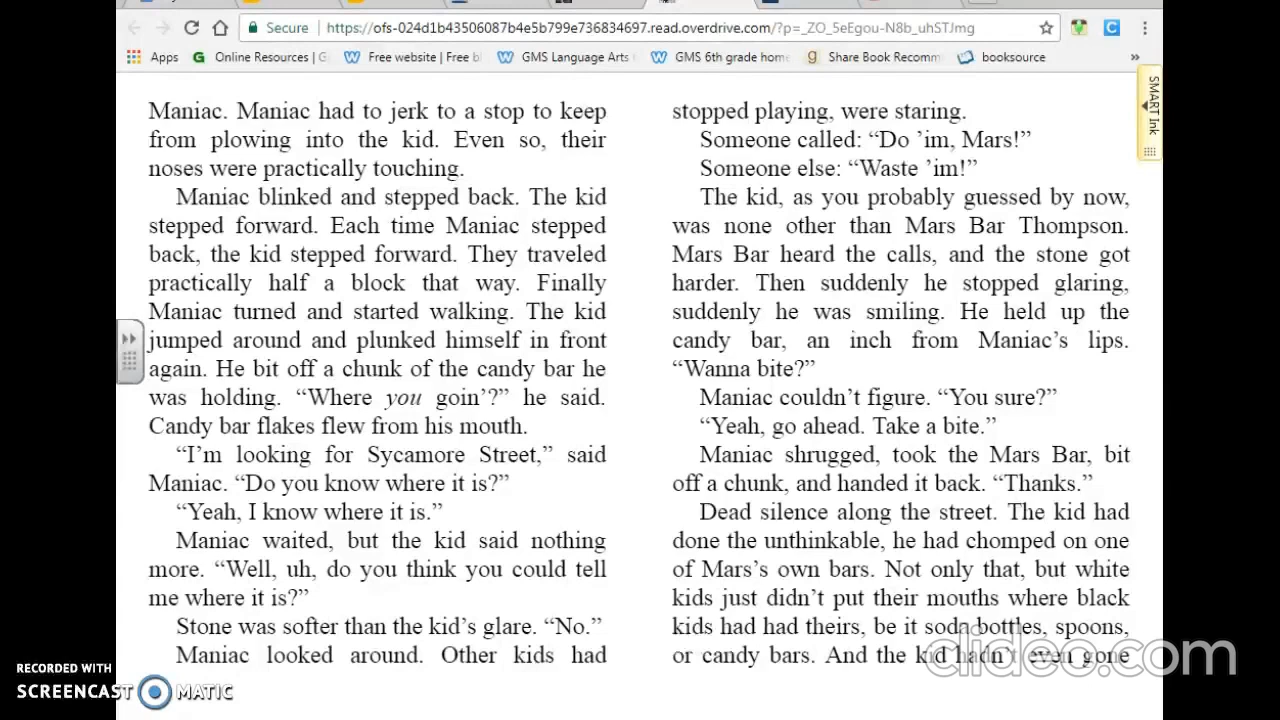 Secure https://ofs-024d1b43506087b4e5b799e736834697.read.overdrive.com/?p=_ZO_5eEgou-N8b_uhSTJmg
Apps Online Resources | G Free website | Free bl GMS Language Arts GMS 6th grade home Share Book Recomm booksource »
SMART Ink
Maniac. Maniac had to jerk to a stop to keep
from plowing into the kid. Even so, their
noses were practically touching.
Maniac blinked and stepped back. The kid
stepped forward. Each time Maniac stepped
back, the kid stepped forward. They traveled
practically half a block that way. Finally
Maniac turned and started walking. The kid
jumped around and plunked himself in front
again. He bit off a chunk of the candy bar he
was holding. “Where you goin’?” he said.
Candy bar flakes flew from his mouth.
“I’m looking for Sycamore Street,” said
Maniac. “Do you know where it is?”
“Yeah, I know where it is.”
Maniac waited, but the kid said nothing
more. “Well, uh, do you think you could tell
me where it is?”
Stone was softer than the kid’s glare. “No.”
Maniac looked around. Other kids had
stopped playing, were staring.
Someone called: “Do ’im, Mars!”
Someone else: “Waste ’im!”
The kid, as you probably guessed by now,
was none other than Mars Bar Thompson.
Mars Bar heard the calls, and the stone got
harder. Then suddenly he stopped glaring,
suddenly he was smiling. He held up the
candy bar, an inch from Maniac’s lips.
“Wanna bite?”
Maniac couldn’t figure. “You sure?”
“Yeah, go ahead. Take a bite.”
Maniac shrugged, took the Mars Bar, bit
off a chunk, and handed it back. “Thanks.”
Dead silence along the street. The kid had
done the unthinkable, he had chomped on one
of Mars’s own bars. Not only that, but white
kids just didn’t put their mouths where black
kids had had theirs, be it soda bottles, spoons,
or candy bars. And the kid hadn’t even gone
clideo.com
RECORDED WITH
SCREENCAST MATIC